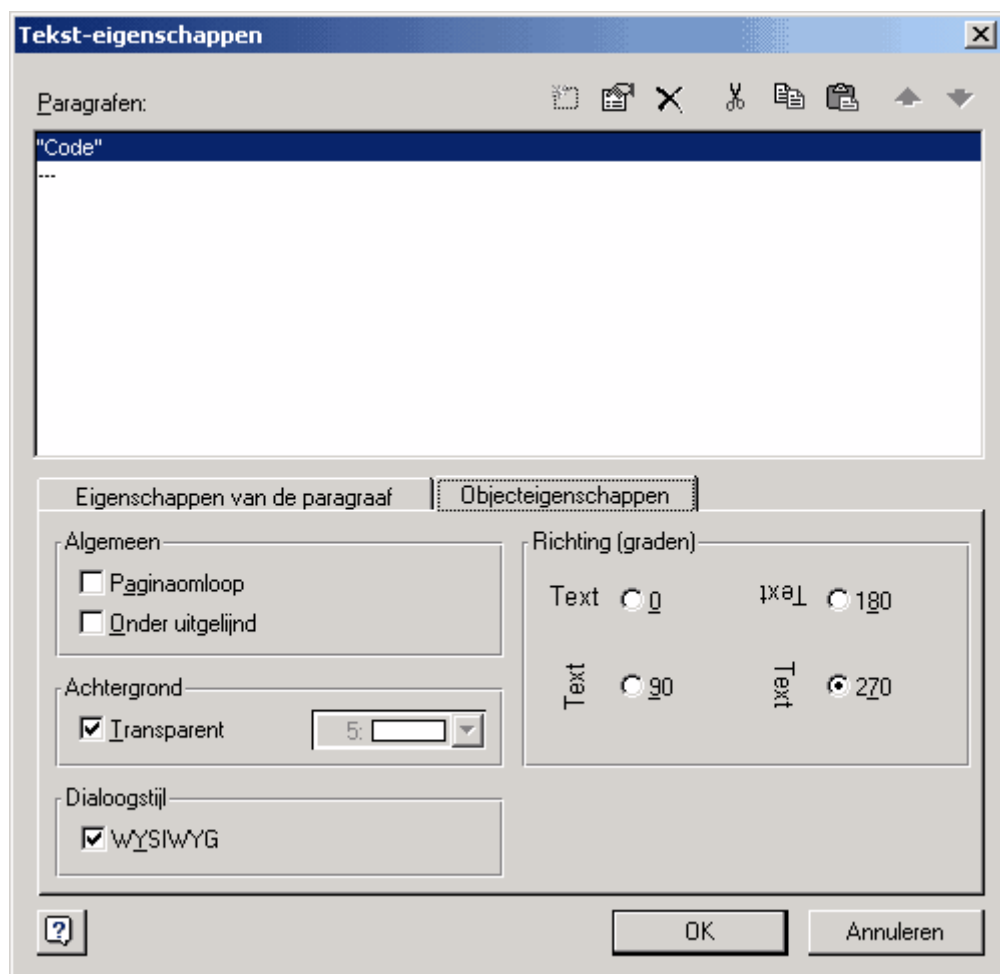 Tekst-eigenschappen
Paragrafen:
"Code"
---
Eigenschappen van de paragraaf
Objecteigenschappen
Algemeen
Paginaomloop
Onder uitgelijnd
Achtergrond
Transparent
5:
Dialoogstijl
WYSIWYG
Richting (graden)
Text 0
Text 180
Text 90
Text 270
OK
Annuleren